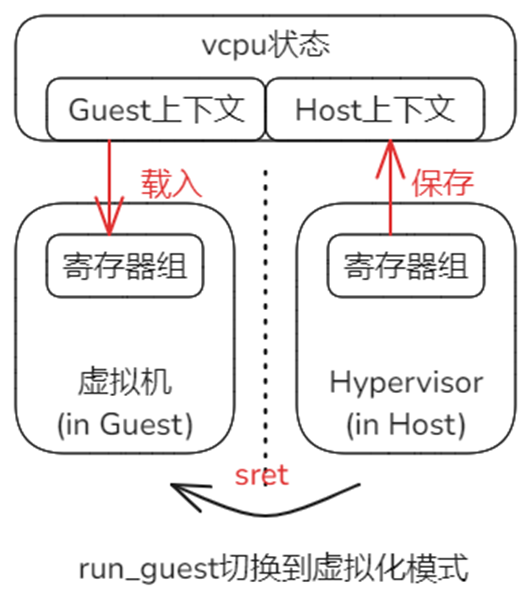 vcpu状态
Guest上下文 Host上下文
载入 保存
寄存器组 寄存器组
虚拟机 Hypervisor
(in Guest) (in Host)
sret
run_guest切换到虚拟化模式